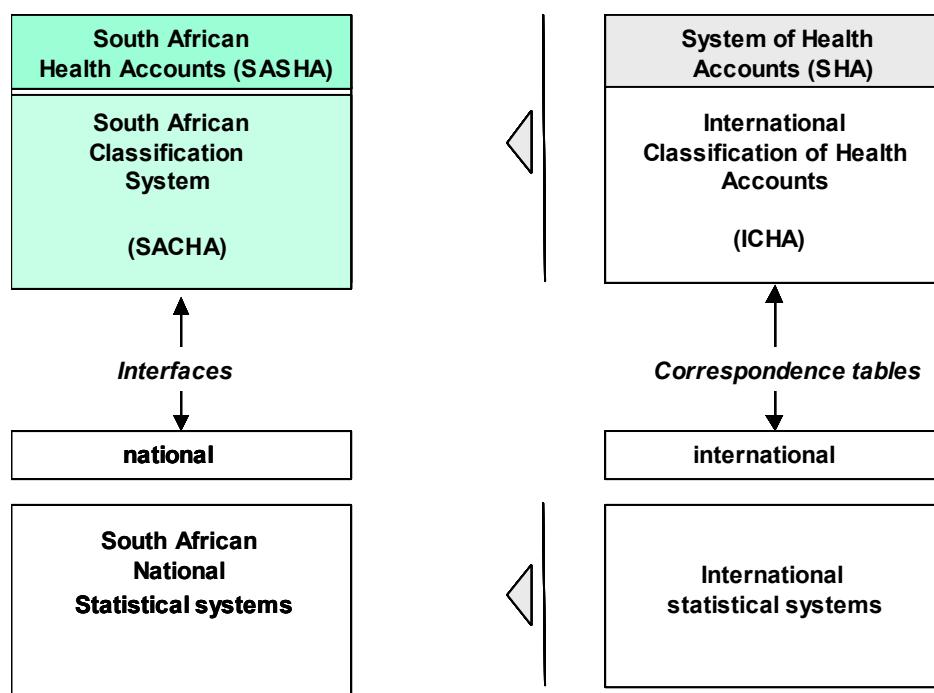 South African
Health Accounts (SASHA)
South African
Classification
System
(SACHA)
System of Health
Accounts (SHA)
International
Classification of Health
Accounts
(ICHA)
Interfaces
Correspondence tables
national
international
South African
National
Statistical systems
International
statistical systems